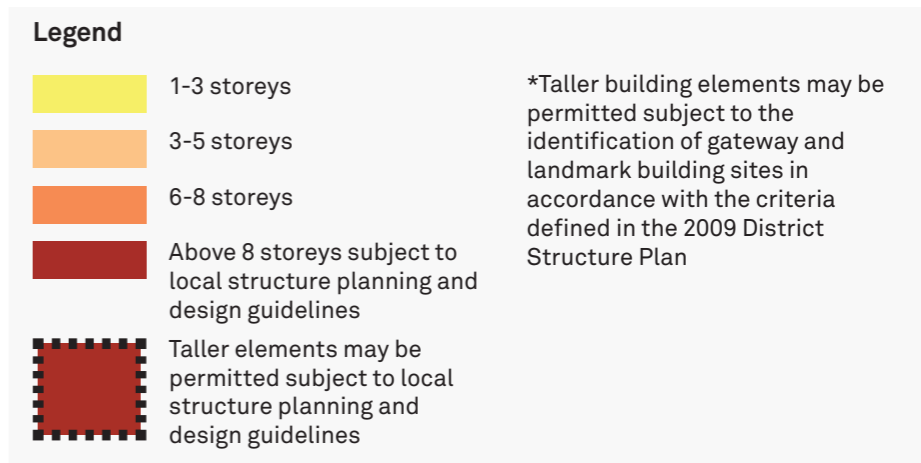 Legend
1-3 storeys
3-5 storeys
6-8 storeys
Above 8 storeys subject to
local structure planning and
design guidelines
Taller elements may be
permitted subject to local
structure planning and
design guidelines
*Taller building elements may be
permitted subject to the
identification of gateway and
landmark building sites in
accordance with the criteria
defined in the 2009 District
Structure Plan